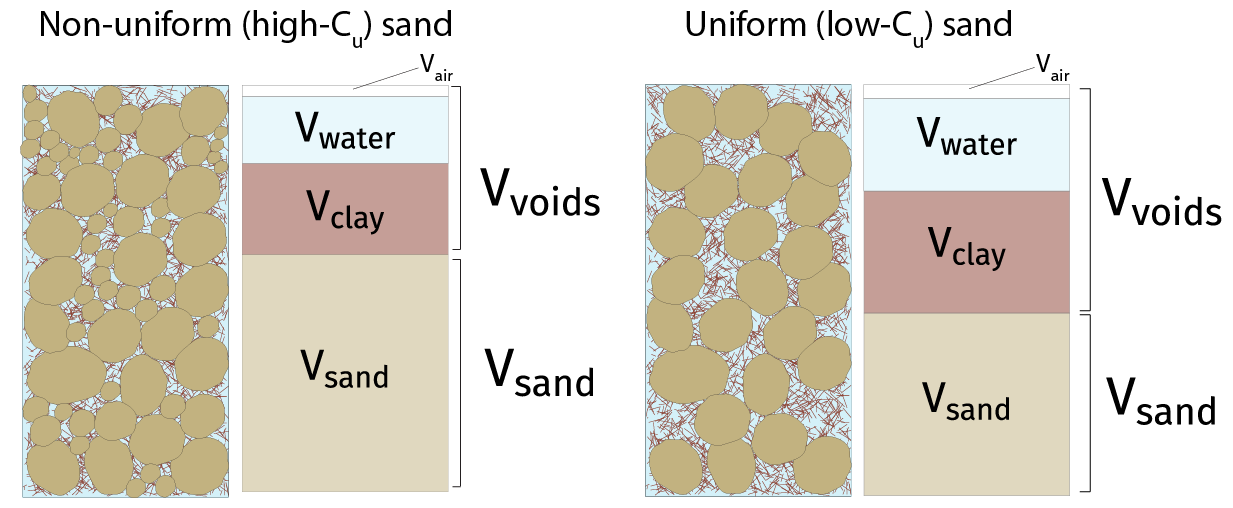 Non-uniform (high-Cu) sand
Vair
Vwater
Vclay
Vvoids
Vsand
Vsand
Uniform (low-Cu) sand
Vair
Vwater
Vclay
Vvoids
Vsand
Vsand